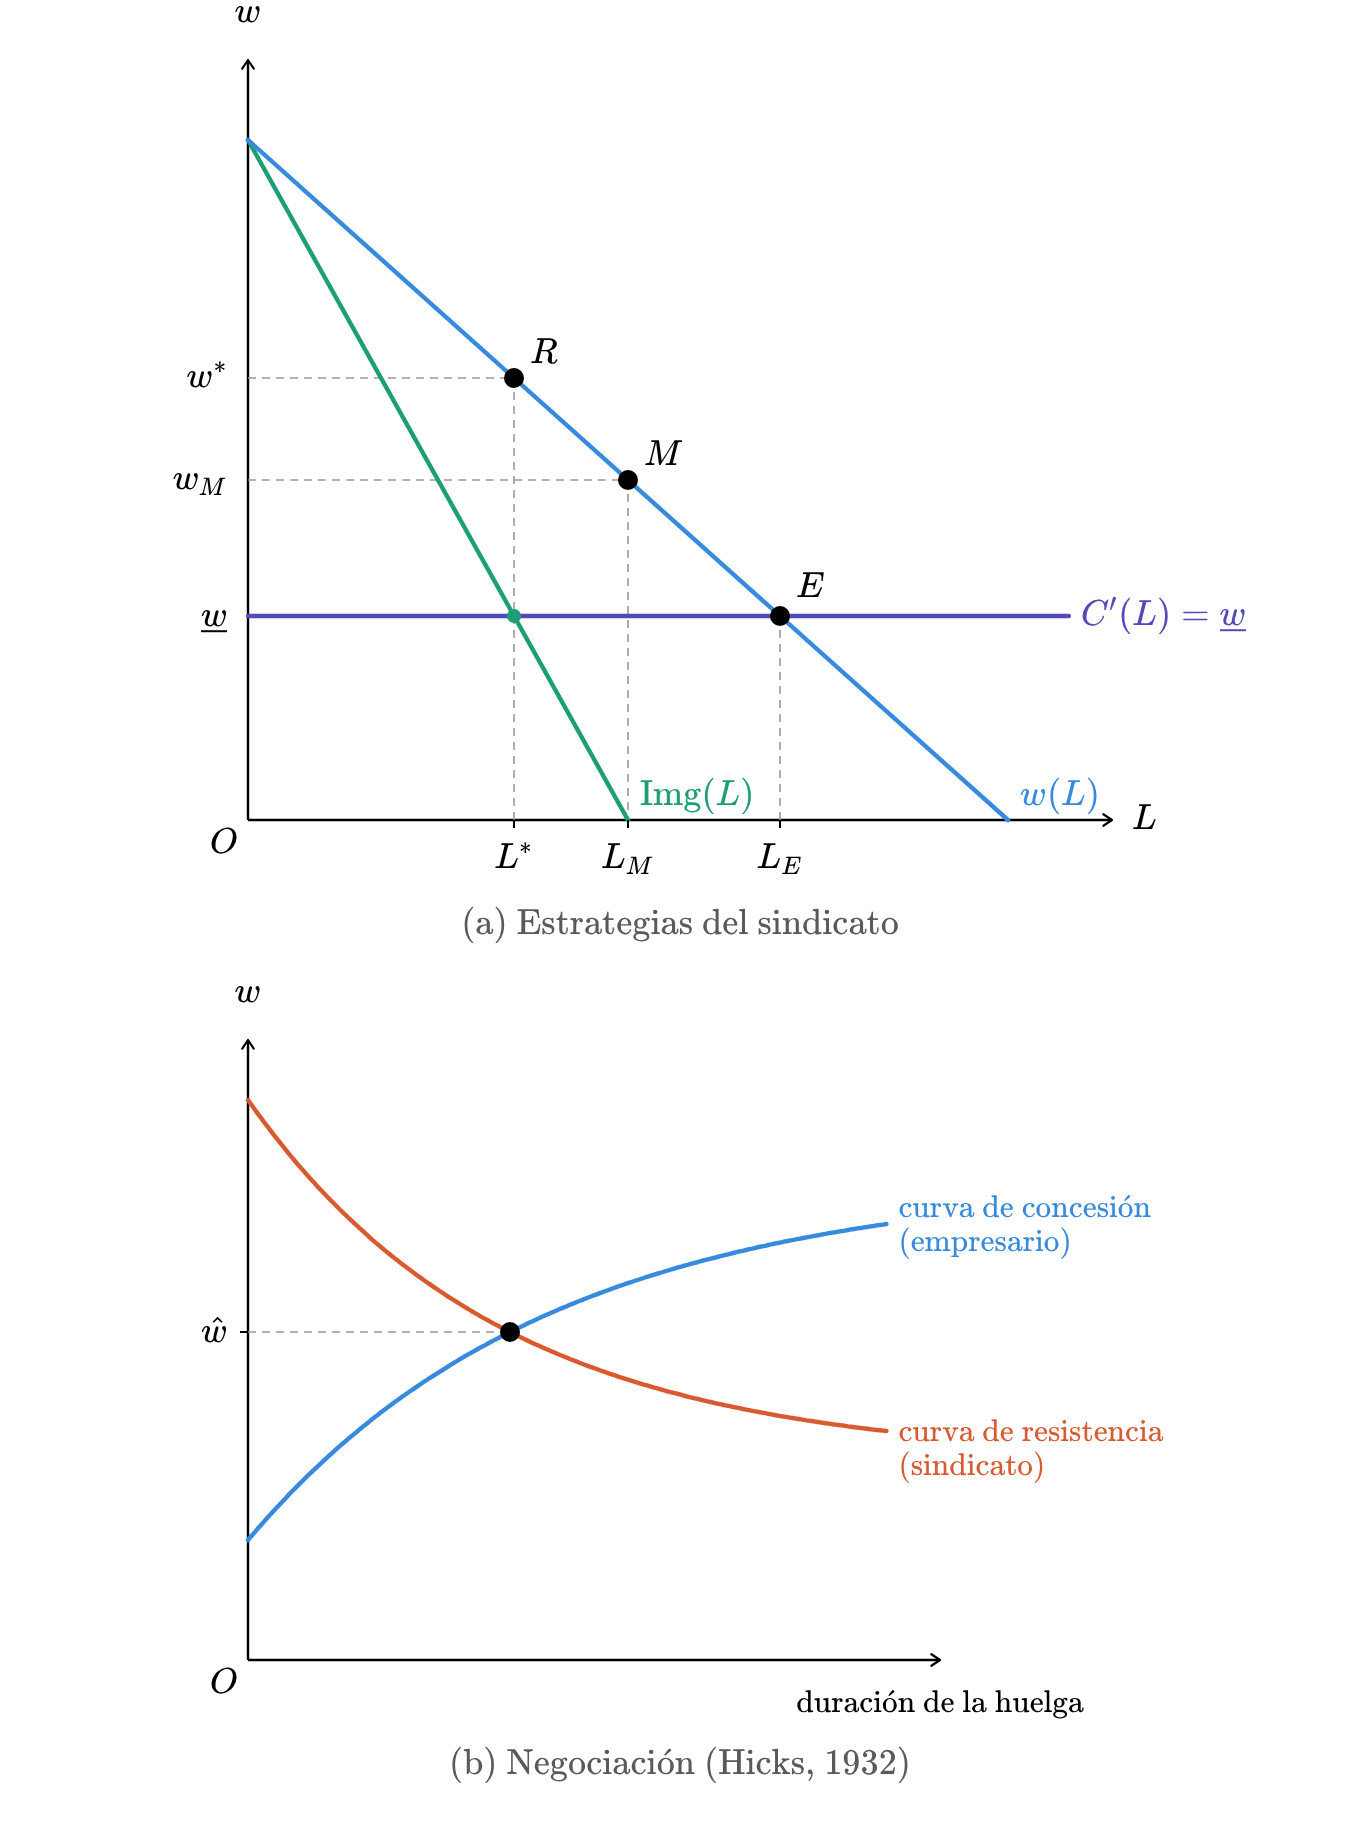 w
R
w*
M
w_M
E
w̲
C′(L) = w̲
Img(L)
w(L)
L
O
L*
L_M
L_E
(a) Estrategias del sindicato
w
curva de concesión
(empresario)
ŵ
curva de resistencia
(sindicato)
O
duración de la huelga
(b) Negociación (Hicks, 1932)